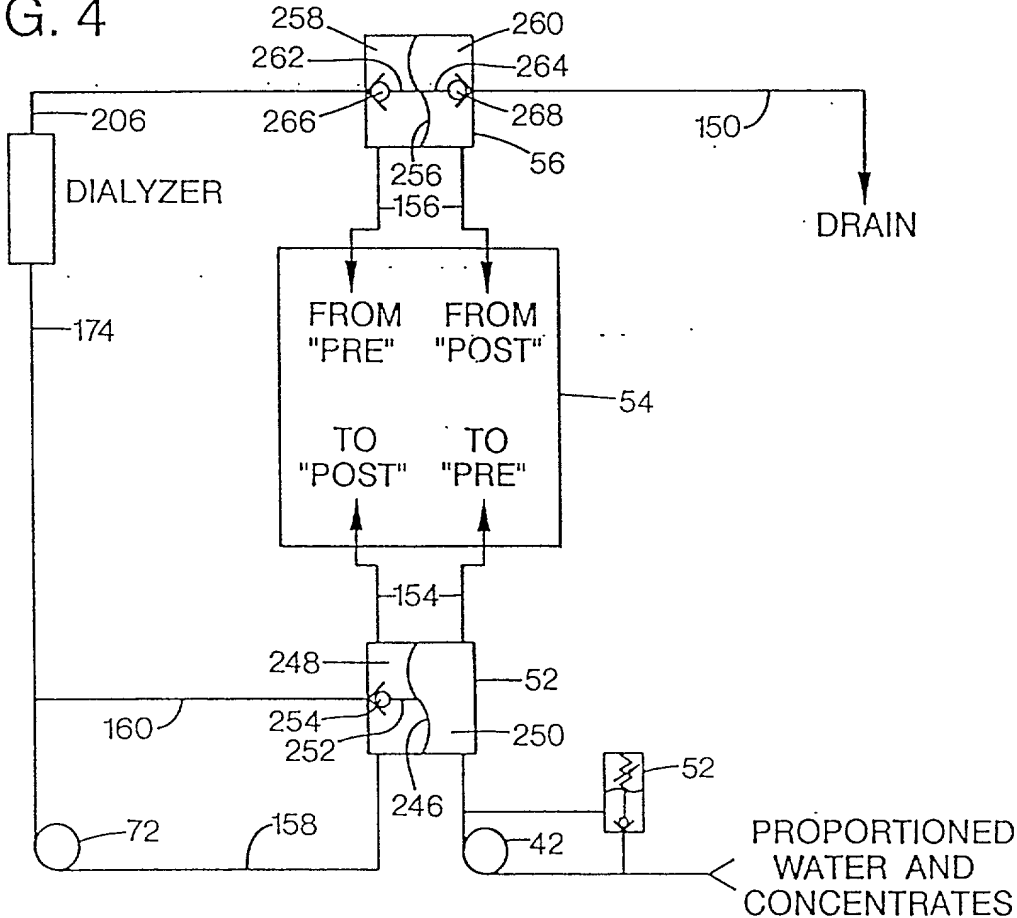 G. 4
258
260
262
264
266
268
206
150
56
256
DIALYZER
156
DRAIN
174
FROM "PRE"
FROM "POST"
54
TO "POST"
TO "PRE"
154
248
52
160
254
252
250
246
52
72
158
42
PROPORTIONED
WATER AND
CONCENTRATES